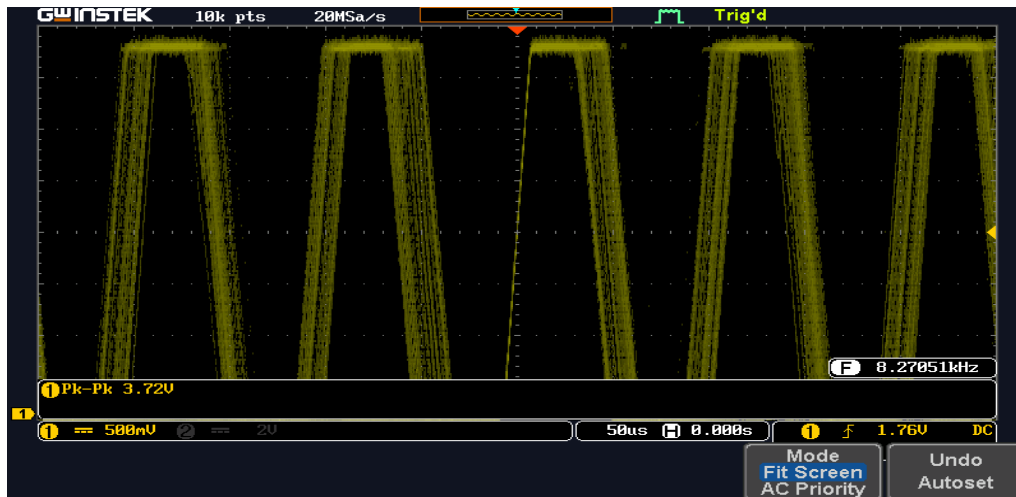 GWINSTEK 10k pts 20MSa/s Trig'd
F 8.27051kHz
1 Pk-Pk 3.72V
1
1 500mV 2 2V 50us H 0.000s 1 1.76V DC
Mode
Fit Screen
AC Priority
Undo
Autoset